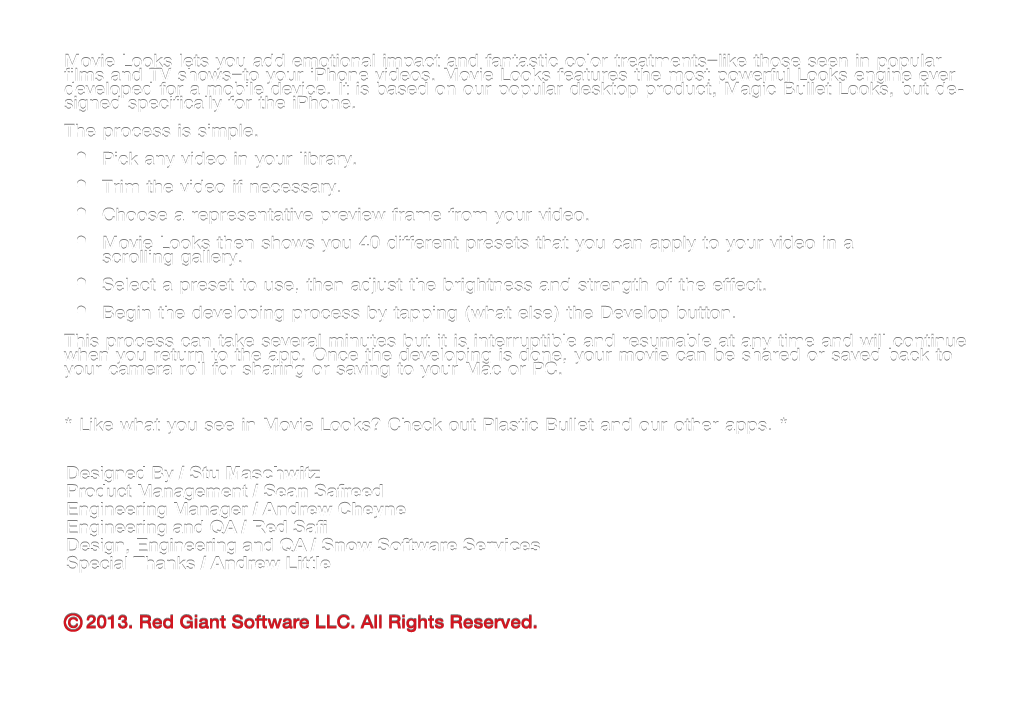 Movie Looks lets you add emotional impact and fantastic color treatments–like those seen in popular
films and TV shows–to your iPhone videos. Movie Looks features the most powerful Looks engine ever
developed for a mobile device. It is based on our popular desktop product, Magic Bullet Looks, but de-
signed specifically for the iPhone.
The process is simple.
• Pick any video in your library.
• Trim the video if necessary.
• Choose a representative preview frame from your video.
• Movie Looks then shows you 40 different presets that you can apply to your video in a
scrolling gallery.
• Select a preset to use, then adjust the brightness and strength of the effect.
• Begin the developing process by tapping (what else) the Develop button.
This process can take several minutes but it is interruptible and resumable at any time and will continue
when you return to the app. Once the developing is done, your movie can be shared or saved back to
your camera roll for sharing or saving to your Mac or PC.
* Like what you see in Movie Looks? Check out Plastic Bullet and our other apps. *
Designed By / Stu Maschwitz
Product Management / Sean Safreed
Engineering Manager / Andrew Cheyne
Engineering and QA / Red Safi
Design, Engineering and QA / Snow Software Services
Special Thanks / Andrew Little
© 2013. Red Giant Software LLC. All Rights Reserved.